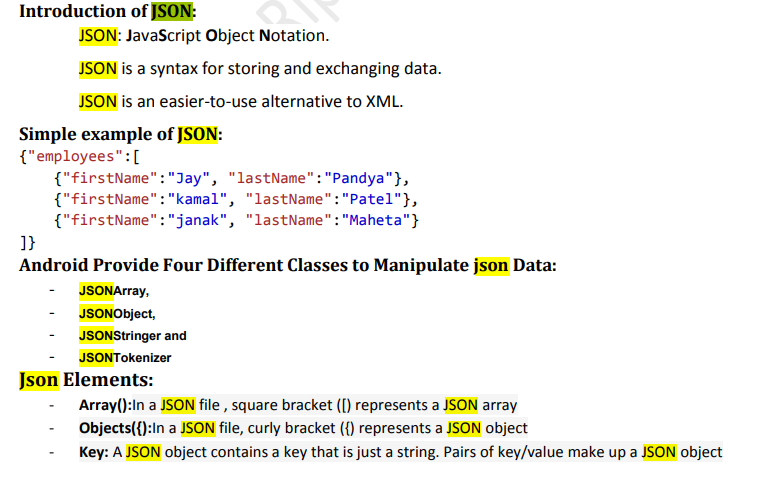 Introduction of JSON:
JSON: JavaScript Object Notation.
JSON is a syntax for storing and exchanging data.
JSON is an easier-to-use alternative to XML.
Simple example of JSON:
{"employees":[
{"firstName":"Jay", "lastName":"Pandya"},
{"firstName":"kamal", "lastName":"Patel"},
{"firstName":"janak", "lastName":"Maheta"}
]}
Android Provide Four Different Classes to Manipulate json Data:
- JSONArray,
- JSONObject,
- JSONStringer and
- JSONTokenizer
Json Elements:
- Array():In a JSON file , square bracket ([) represents a JSON array
- Objects({):In a JSON file, curly bracket ({) represents a JSON object
- Key: A JSON object contains a key that is just a string. Pairs of key/value make up a JSON object